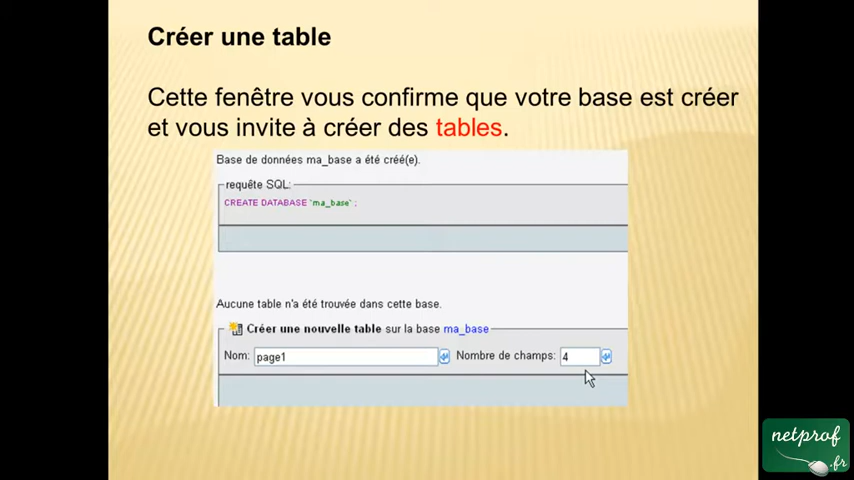 Créer une table
Cette fenêtre vous confirme que votre base est créer
et vous invite à créer des tables.
Base de données ma_base a été créé(e).
requête SQL:
CREATE DATABASE `ma_base` ;
Aucune table n'a été trouvée dans cette base.
Créer une nouvelle table sur la base ma_base
Nom: page1 Nombre de champs: 4
netprof
.fr